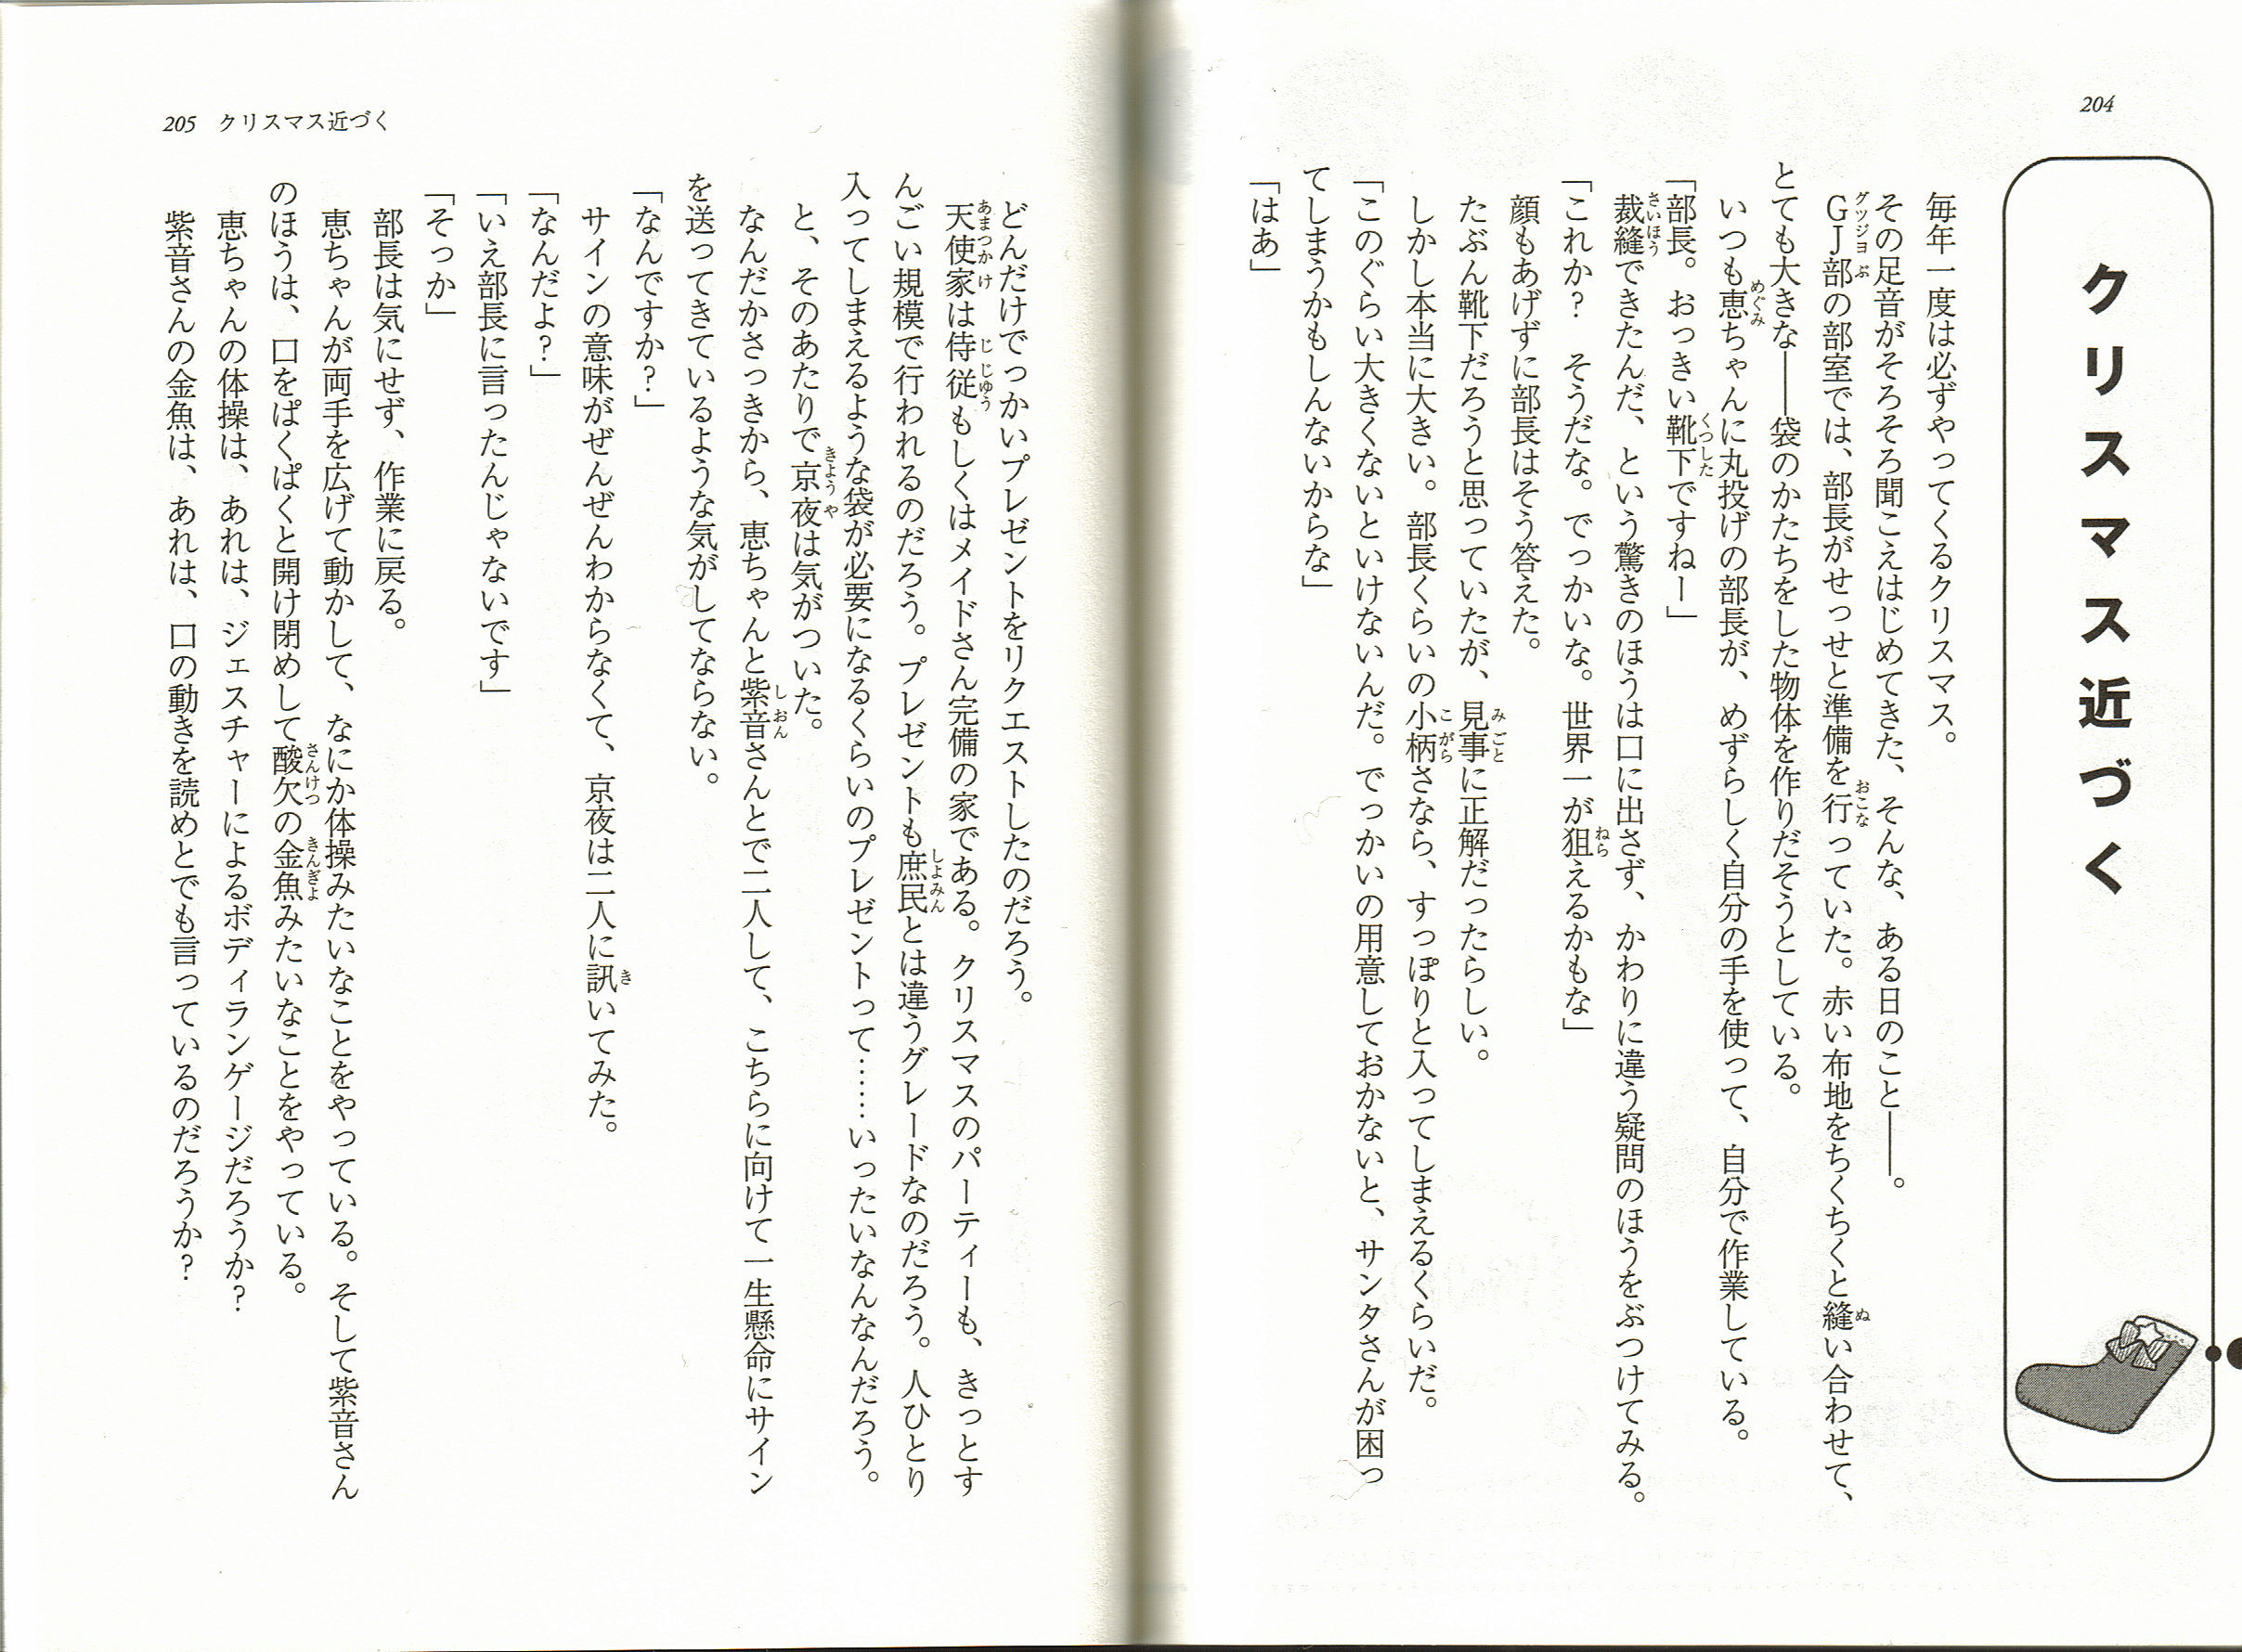 204
クリスマス近づく
毎年一度は必ずやってくるクリスマス。
その足音がそろそろ聞こえはじめてきた、そんな、ある日のこと――。
GJ部の部室では、部長がせっせと準備を行っていた。赤い布地をちくちくと縫い合わせて、
とても大きな――袋のかたちをした物体を作りだそうとしている。
いつも恵ちゃんに丸投げの部長が、めずらしく自分の手を使って、自分で作業している。
「部長。おっきい靴下ですねー」
裁縫できたんだ、という驚きのほうは口に出さず、かわりに違う疑問のほうをぶつけてみる。
「これか？　そうだな。でっかいな。世界一が狙えるかもな」
顔もあげずに部長はそう答えた。
たぶん靴下だろうと思っていたが、見事に正解だったらしい。
しかし本当に大きい。部長くらいの小柄さなら、すっぽりと入ってしまえるくらいだ。
「このぐらい大きくないといけないんだ。でっかいの用意しておかないと、サンタさんが困っ
てしまうかもしんないからな」
「はあ」
どんだけでっかいプレゼントをリクエストしたのだろう。
天使家は侍従もしくはメイドさん完備の家である。クリスマスのパーティーも、きっとす
んごい規模で行われるのだろう。プレゼントも庶民とは違うグレードなのだろう。人ひとり
入ってしまえるような袋が必要になるくらいのプレゼントって……いったいなんなんだろう。
と、そのあたりで京夜は気がついた。
なんだかさっきから、恵ちゃんと紫音さんとで二人して、こちらに向けて一生懸命にサイン
を送ってきているような気がしてならない。
「なんですか？」
サインの意味がぜんぜんわからなくて、京夜は二人に訊いてみた。
「なんだよ？」
「いえ部長に言ったんじゃないです」
「そっか」
部長は気にせず、作業に戻る。
恵ちゃんが両手を広げて動かして、なにか体操みたいなことをやっている。そして紫音さん
のほうは、口をぱくぱくと開け閉めして酸欠の金魚みたいなことをやっている。
恵ちゃんの体操は、あれは、ジェスチャーによるボディランゲージだろうか？
紫音さんの金魚は、あれは、口の動きを読めとでも言っているのだろうか？
205　クリスマス近づく